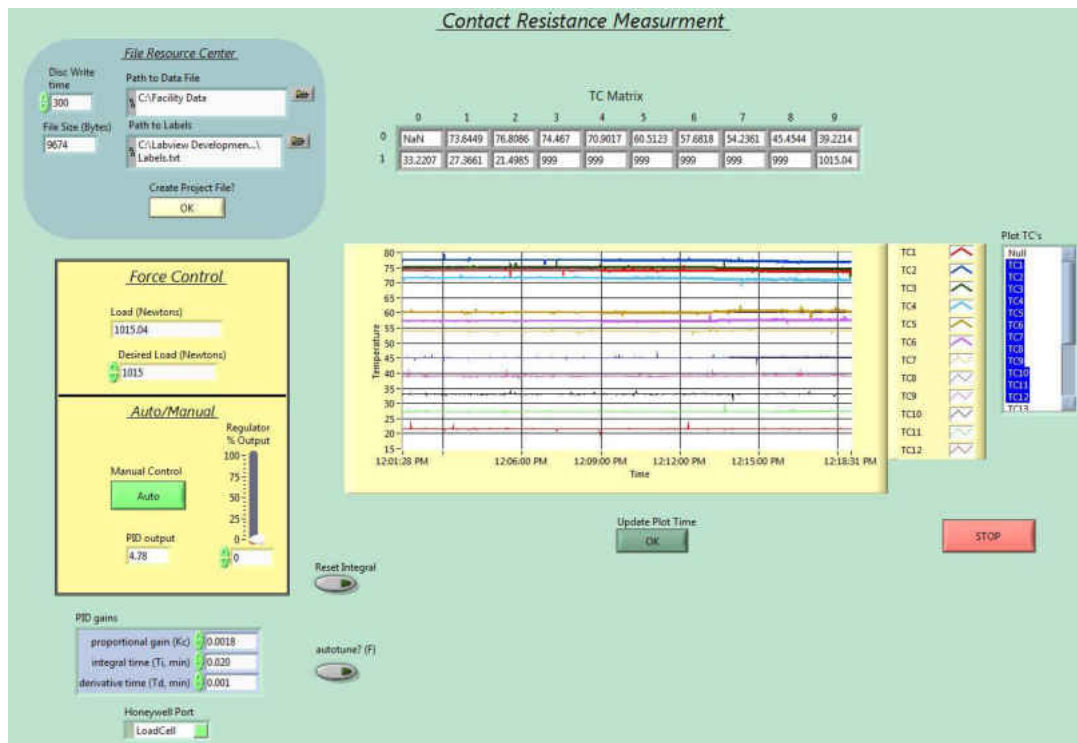 Contact Resistance Measurment
File Resource Center
Disc Write
time
300
Path to Data File
C:\Facility Data
File Size (Bytes)
9674
Path to Labels
C:\Labview Developmen...\
Labels.txt
Create Project File?
OK
TC Matrix
0 1 2 3 4 5 6 7 8 9
0 NaN 73.6449 76.8086 74.467 70.9017 60.5123 57.6818 54.2361 45.4544 39.2214
1 33.2207 27.3661 21.4985 999 999 999 999 999 999 1015.04
Force Control
Load (Newtons)
1015.04
Desired Load (Newtons)
1015
Auto/Manual
Regulator
% Output
100
75
50
25
0
0
Manual Control
Auto
PID output
4.78
Temperature
80
75
70
65
60
55
50
45
40
35
30
25
20
15
12:01:28 PM 12:06:00 PM 12:09:00 PM 12:12:00 PM 12:15:00 PM 12:18:31 PM
Time
TC1
TC2
TC3
TC4
TC5
TC6
TC7
TC8
TC9
TC10
TC11
TC12
Plot TC's
Null
TC1
TC2
TC3
TC4
TC5
TC6
TC7
TC8
TC9
TC10
TC11
TC12
TC13
Update Plot Time
OK
STOP
Reset Integral
autotune? (F)
PID gains
proportional gain (Kc) 0.0018
integral time (Ti, min) 0.020
derivative time (Td, min) 0.001
Honeywell Port
LoadCell